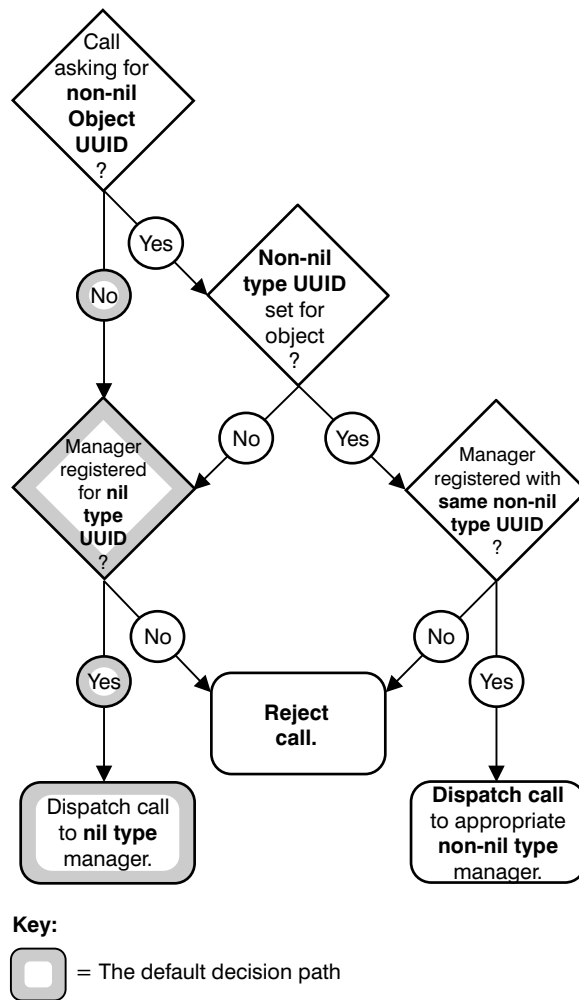 Call
asking for
non-nil
Object
UUID
?
Yes
No
Non-nil
type UUID
set for
object
?
No
Yes
Manager
registered
for nil
type
UUID
?
Manager
registered with
same non-nil
type UUID
?
No
No
Yes
Yes
Reject
call.
Dispatch call
to nil type
manager.
Dispatch call
to appropriate
non-nil type
manager.
Key:
= The default decision path